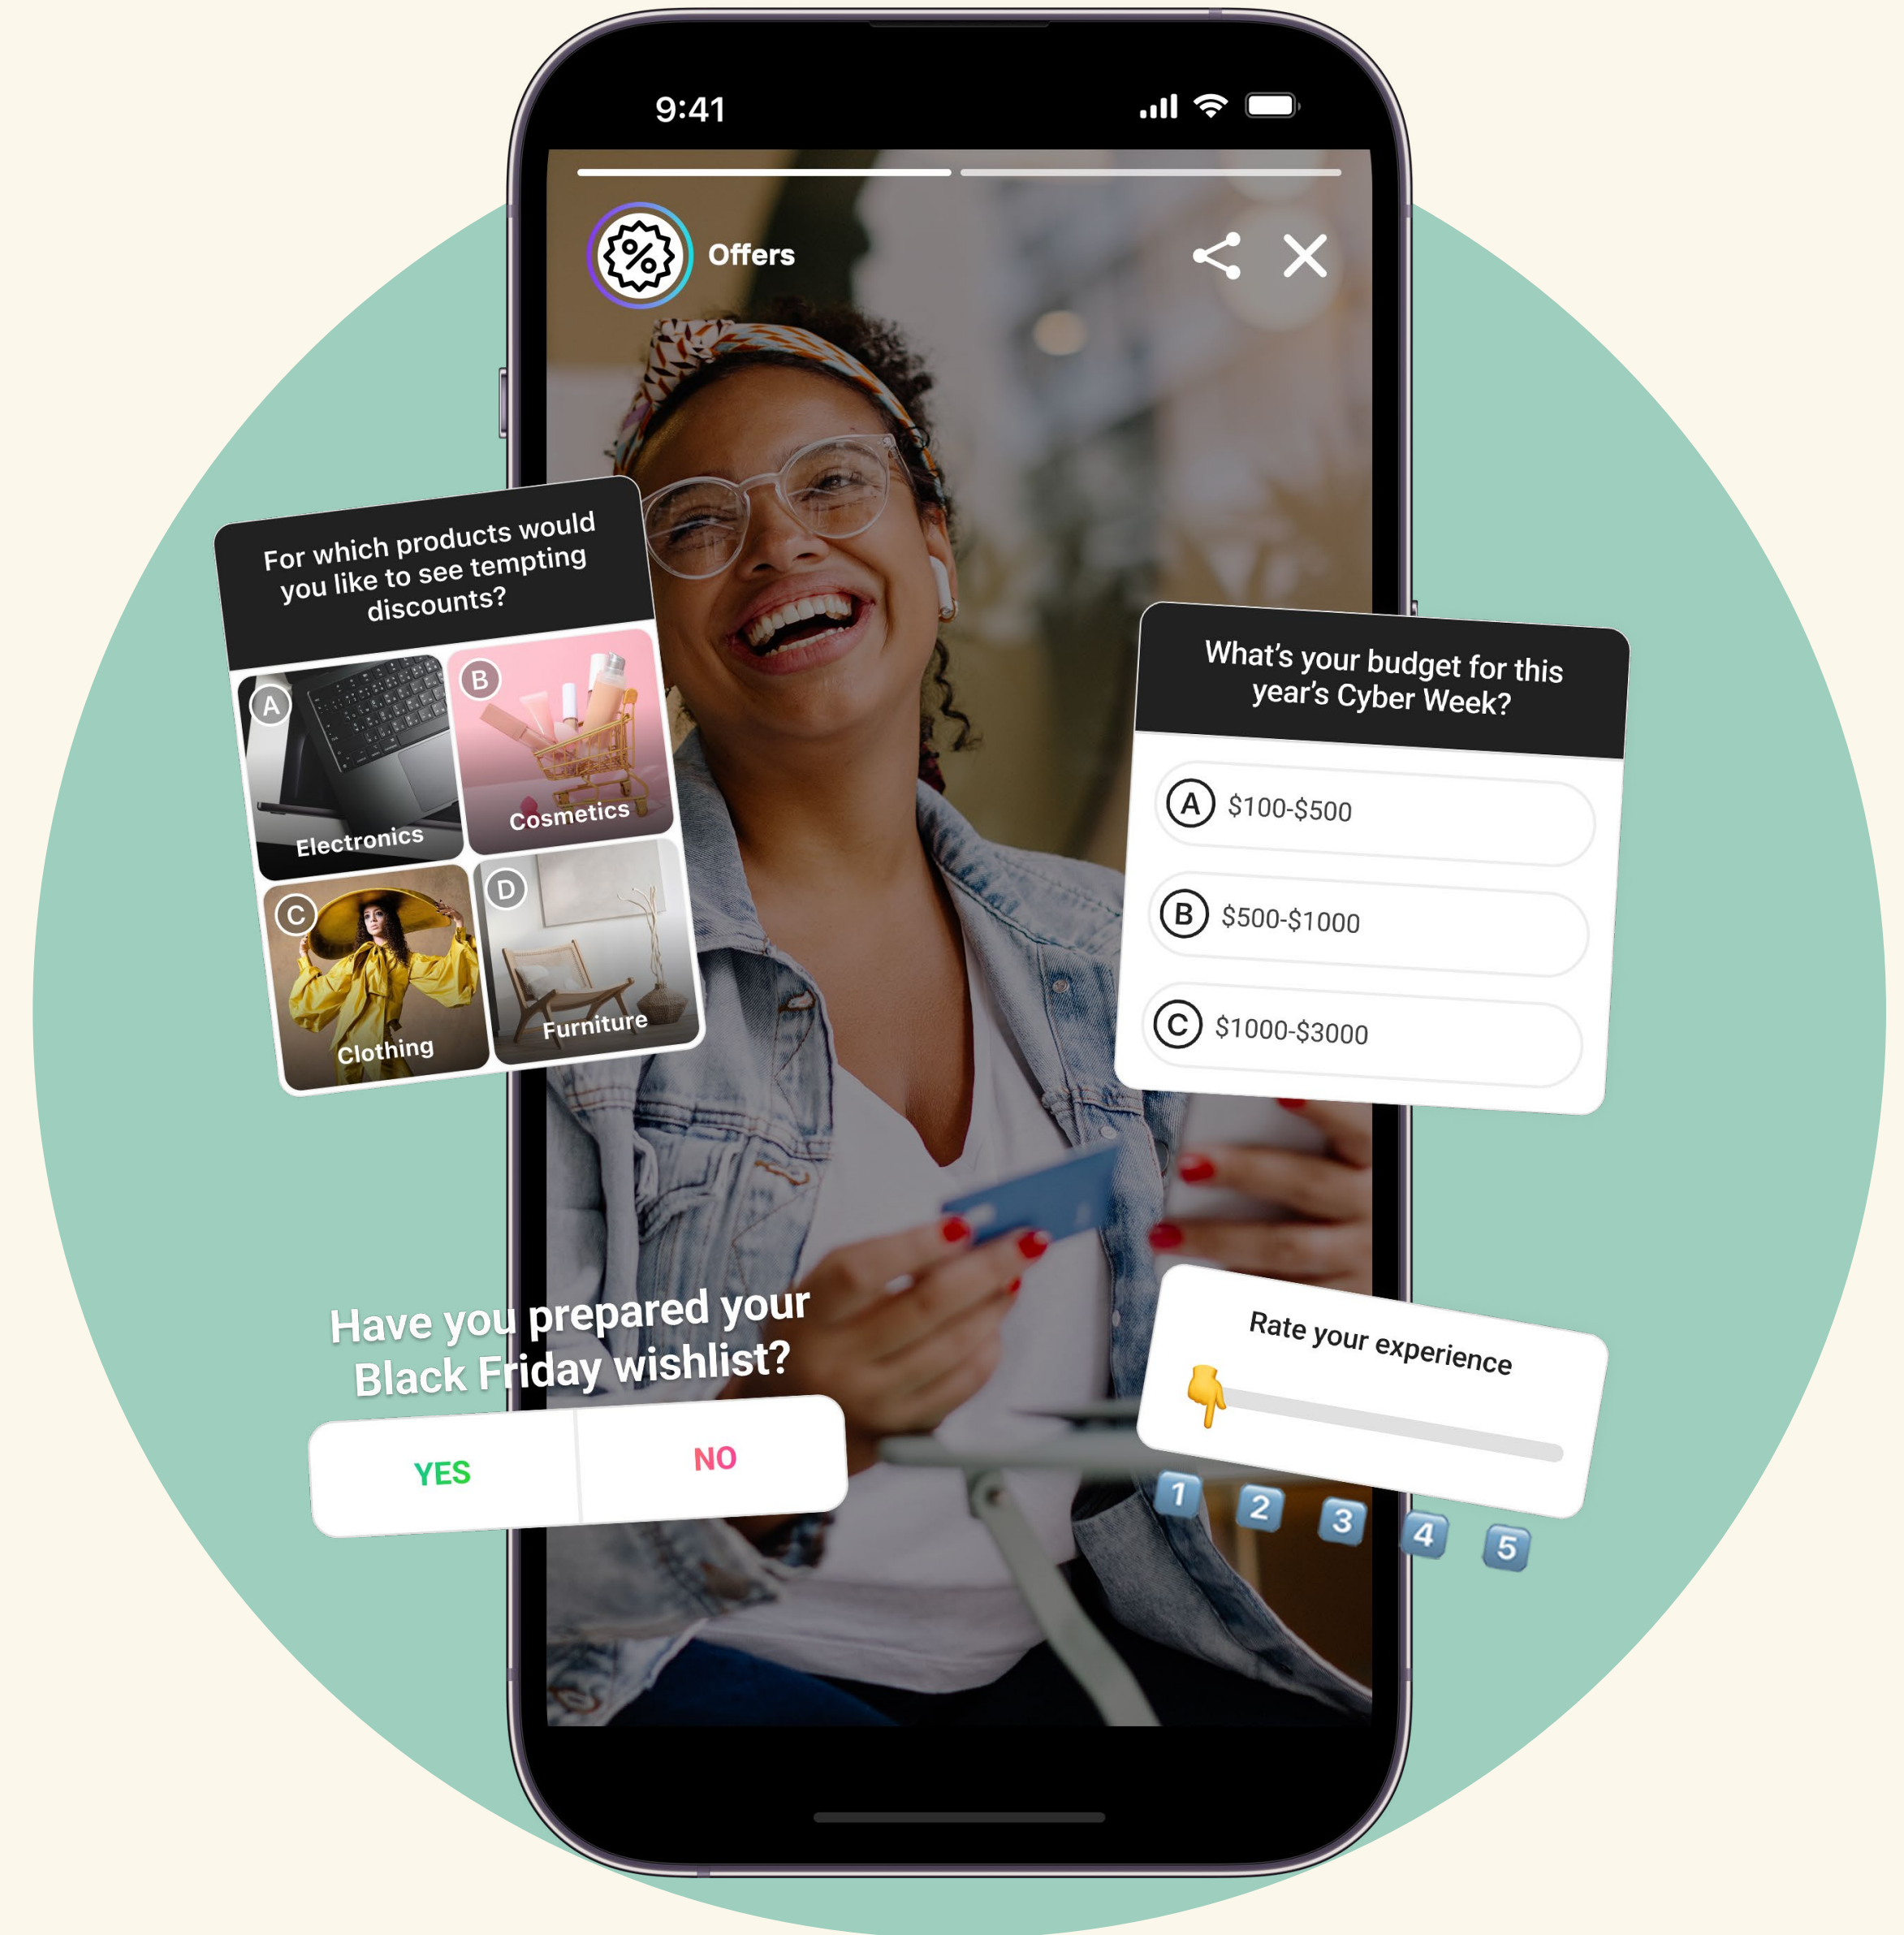 9:41
Offers
For which products would
you like to see tempting
discounts?
A
Electronics
B
Cosmetics
C
Clothing
D
Furniture
What’s your budget for this
year’s Cyber Week?
A $100-$500
B $500-$1000
C $1000-$3000
Have you prepared your
Black Friday wishlist?
YES NO
Rate your experience
1 2 3 4 5